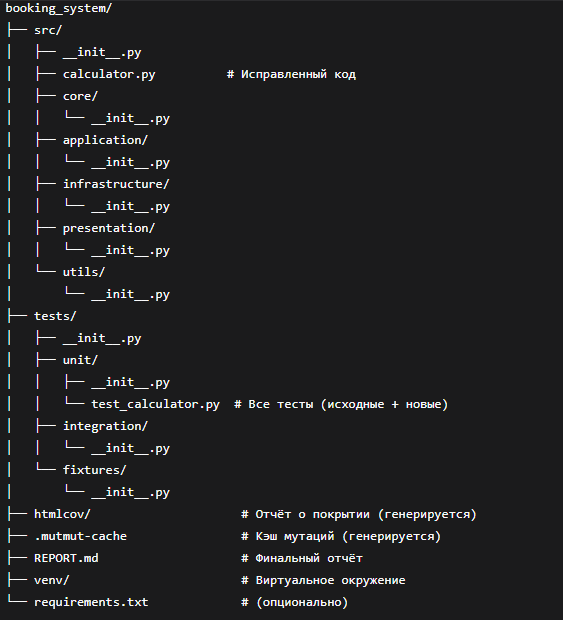 booking_system/
├── src/
│   ├── __init__.py
│   ├── calculator.py          # Исправленный код
│   ├── core/
│   │   └── __init__.py
│   ├── application/
│   │   └── __init__.py
│   ├── infrastructure/
│   │   └── __init__.py
│   ├── presentation/
│   │   └── __init__.py
│   └── utils/
│       └── __init__.py
├── tests/
│   ├── __init__.py
│   ├── unit/
│   │   ├── __init__.py
│   │   └── test_calculator.py  # Все тесты (исходные + новые)
│   ├── integration/
│   │   └── __init__.py
│   └── fixtures/
│       └── __init__.py
├── htmlcov/                     # Отчёт о покрытии (генерируется)
├── .mutmut-cache                # Кэш мутаций (генерируется)
├── REPORT.md                    # Финальный отчёт
├── venv/                        # Виртуальное окружение
└── requirements.txt             # (опционально)